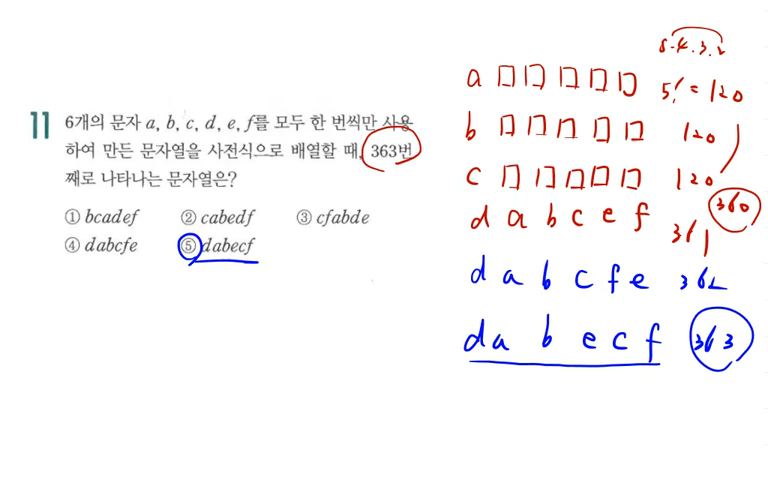 11 6개의 문자 a, b, c, d, e, f를 모두 한 번씩만 사용
하여 만든 문자열을 사전식으로 배열할 때, 363번
째로 나타나는 문자열은?
① bcadef ② cabedf ③ cfabde
④ dabcfe ⑤ dabecf
5·4·3·2
a □ □ □ □ □ 5! = 120
b □ □ □ □ □ 120
c □ □ □ □ □ 120
360
d a b c e f 361
d a b c f e 362
d a b e c f 363